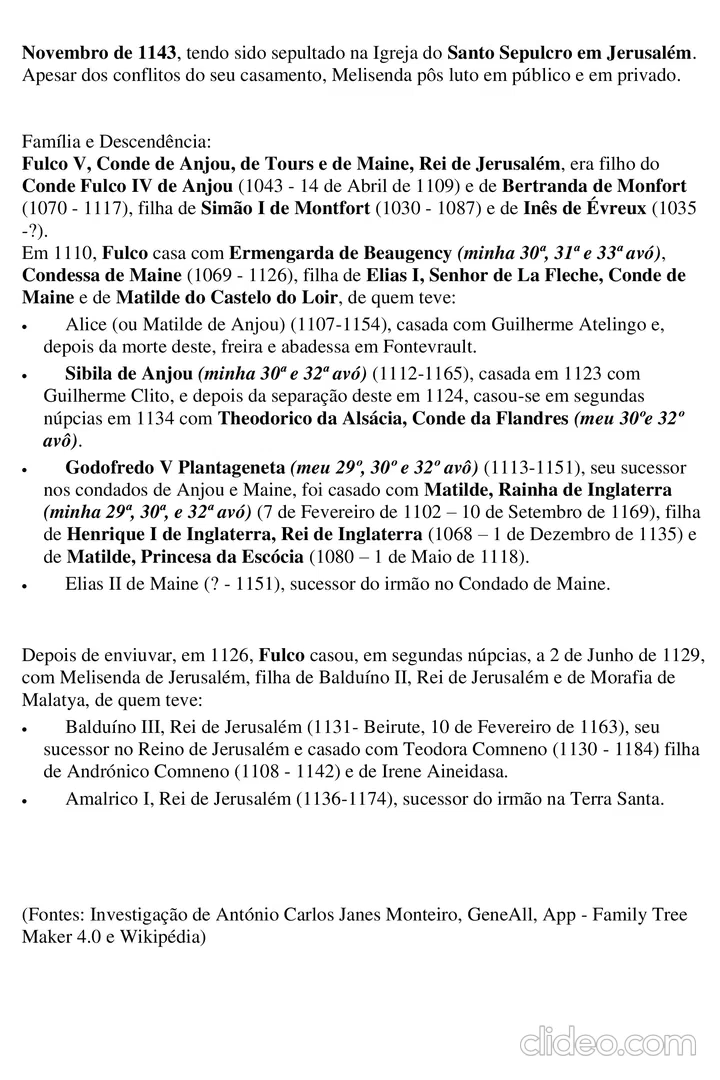 Novembro de 1143, tendo sido sepultado na Igreja do Santo Sepulcro em Jerusalém.
Apesar dos conflitos do seu casamento, Melisenda pôs luto em público e em privado.
Família e Descendência:
Fulco V, Conde de Anjou, de Tours e de Maine, Rei de Jerusalém, era filho do
Conde Fulco IV de Anjou (1043 - 14 de Abril de 1109) e de Bertranda de Monfort
(1070 - 1117), filha de Simão I de Montfort (1030 - 1087) e de Inês de Évreux (1035
-?).
Em 1110, Fulco casa com Ermengarda de Beaugency (minha 30ª, 31ª e 33ª avó),
Condessa de Maine (1069 - 1126), filha de Elias I, Senhor de La Fleche, Conde de
Maine e de Matilde do Castelo do Loir, de quem teve:
• Alice (ou Matilde de Anjou) (1107-1154), casada com Guilherme Atelingo e,
depois da morte deste, freira e abadessa em Fontevrault.
• Sibila de Anjou (minha 30ª e 32ª avó) (1112-1165), casada em 1123 com
Guilherme Clito, e depois da separação deste em 1124, casou-se em segundas
núpcias em 1134 com Theodorico da Alsácia, Conde da Flandres (meu 30ºe 32º
avô).
• Godofredo V Plantageneta (meu 29º, 30º e 32º avô) (1113-1151), seu sucessor
nos condados de Anjou e Maine, foi casado com Matilde, Rainha de Inglaterra
(minha 29ª, 30ª, e 32ª avó) (7 de Fevereiro de 1102 – 10 de Setembro de 1169), filha
de Henrique I de Inglaterra, Rei de Inglaterra (1068 – 1 de Dezembro de 1135) e
de Matilde, Princesa da Escócia (1080 – 1 de Maio de 1118).
• Elias II de Maine (? - 1151), sucessor do irmão no Condado de Maine.
Depois de enviuvar, em 1126, Fulco casou, em segundas núpcias, a 2 de Junho de 1129,
com Melisenda de Jerusalém, filha de Balduíno II, Rei de Jerusalém e de Morafia de
Malatya, de quem teve:
• Balduíno III, Rei de Jerusalém (1131- Beirute, 10 de Fevereiro de 1163), seu
sucessor no Reino de Jerusalém e casado com Teodora Comneno (1130 - 1184) filha
de Andrónico Comneno (1108 - 1142) e de Irene Aineidasa.
• Amalrico I, Rei de Jerusalém (1136-1174), sucessor do irmão na Terra Santa.
(Fontes: Investigação de António Carlos Janes Monteiro, GeneAll, App - Family Tree
Maker 4.0 e Wikipédia)
clideo.com